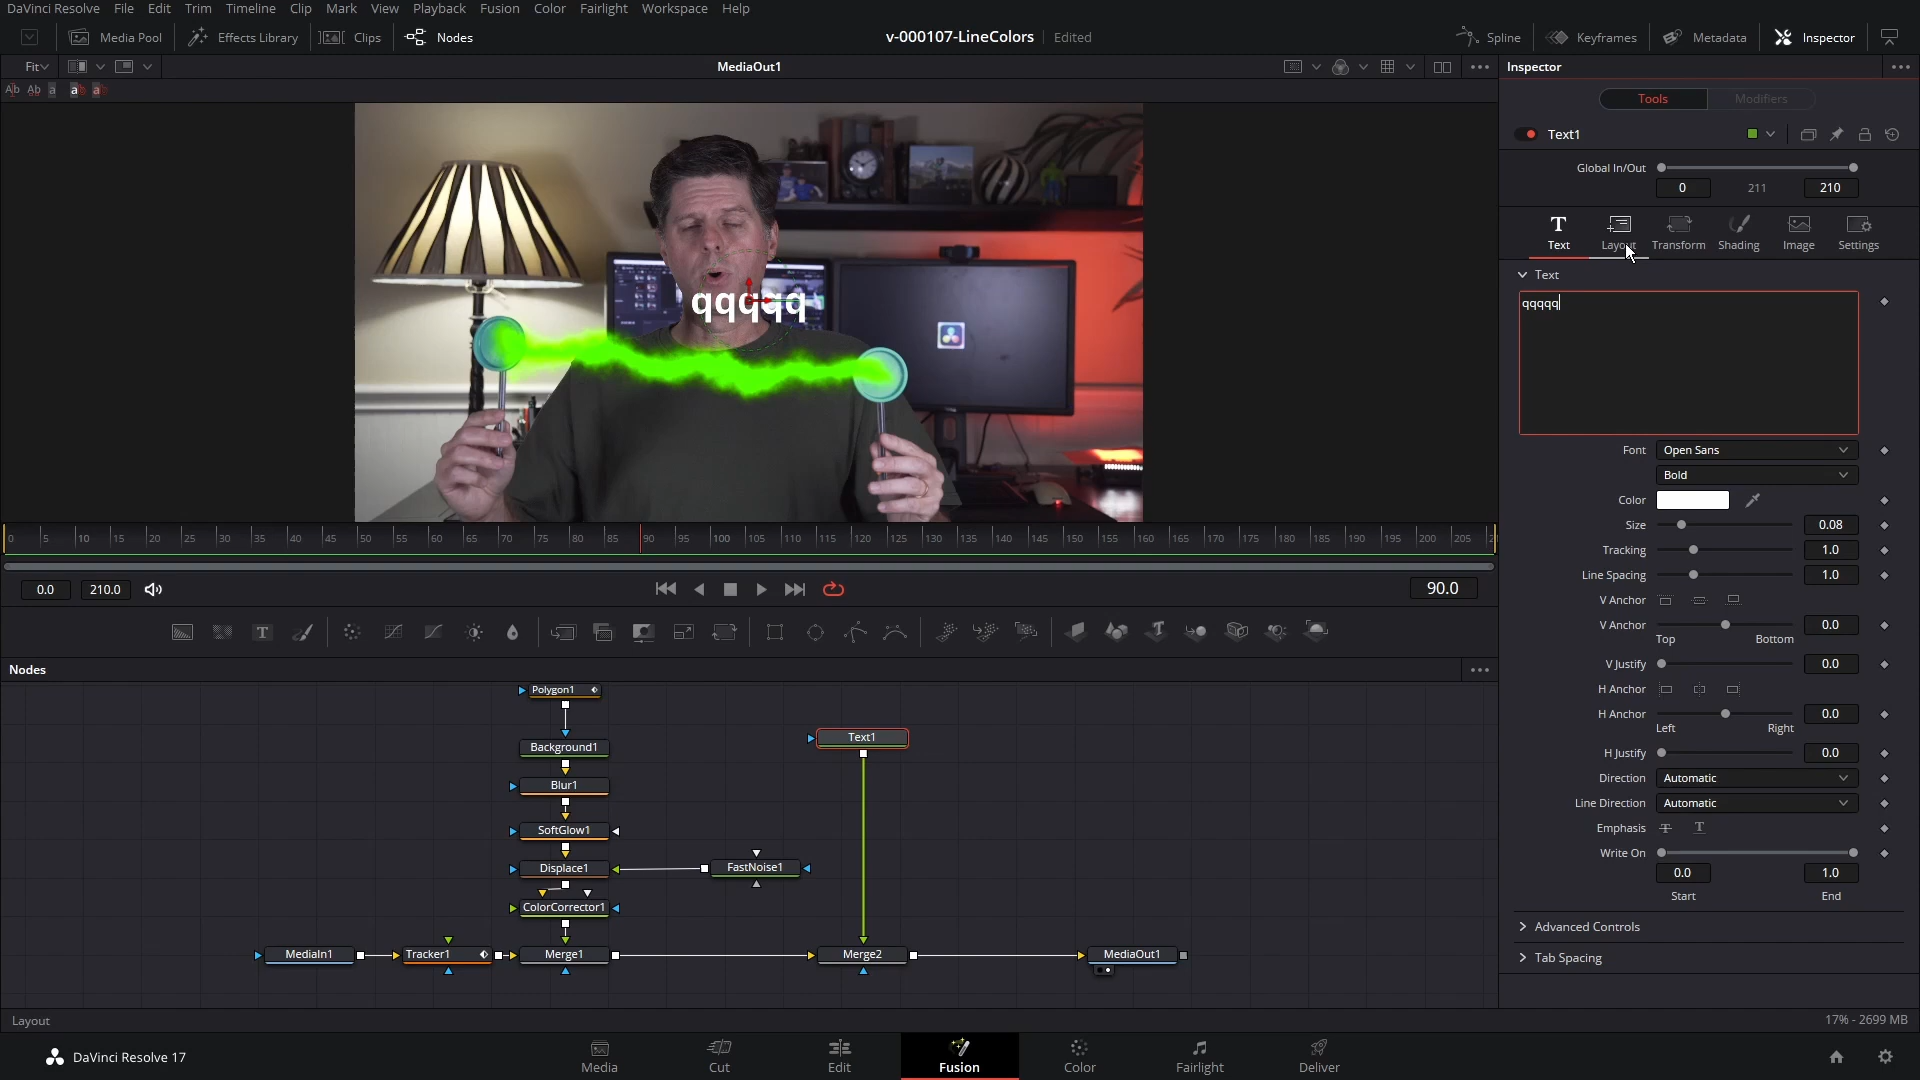 DaVinci Resolve File Edit Trim Timeline Clip Mark View Playback Fusion Color Fairlight Workspace Help
Media Pool Effects Library Clips Nodes v-000107-LineColors Edited Spline Keyframes Metadata Inspector
Fit MediaOut1 Inspector
Tools Modifiers
Text1
Global In/Out
0 211 210
Text Layout Transform Shading Image Settings
Text
qqqqq
qqqqq
Font Open Sans
Bold
Color
Size 0.08
Tracking 1.0
Line Spacing 1.0
V Anchor
V Anchor 0.0
Top Bottom
V Justify 0.0
H Anchor
H Anchor 0.0
Left Right
H Justify 0.0
Direction Automatic
Line Direction Automatic
Emphasis
Write On
0.0 1.0
Start End
Advanced Controls
Tab Spacing
0 5 10 15 20 25 30 35 40 45 50 55 60 65 70 75 80 85 90 95 100 105 110 115 120 125 130 135 140 145 150 155 160 165 170 175 180 185 190 195 200 205
0.0 210.0 90.0
Nodes
Polygon1
Text1
Background1
Blur1
SoftGlow1
Displace1 FastNoise1
ColorCorrector1
MediaIn1 Tracker1 Merge1 Merge2 MediaOut1
Layout 17% - 2699 MB
DaVinci Resolve 17 Media Cut Edit Fusion Color Fairlight Deliver